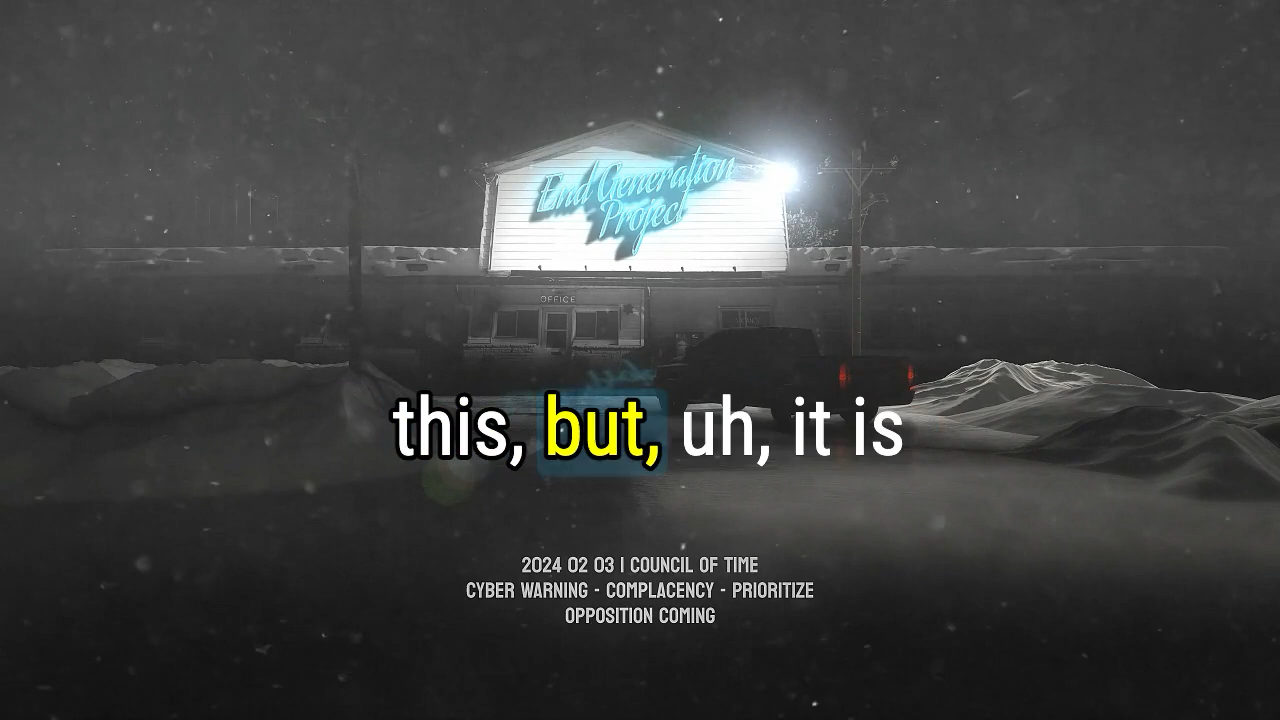 End Generation
Project
OFFICE
this, but, uh, it is
2024 02 03 | COUNCIL OF TIME
CYBER WARNING - COMPLACENCY - PRIORITIZE
OPPOSITION COMING